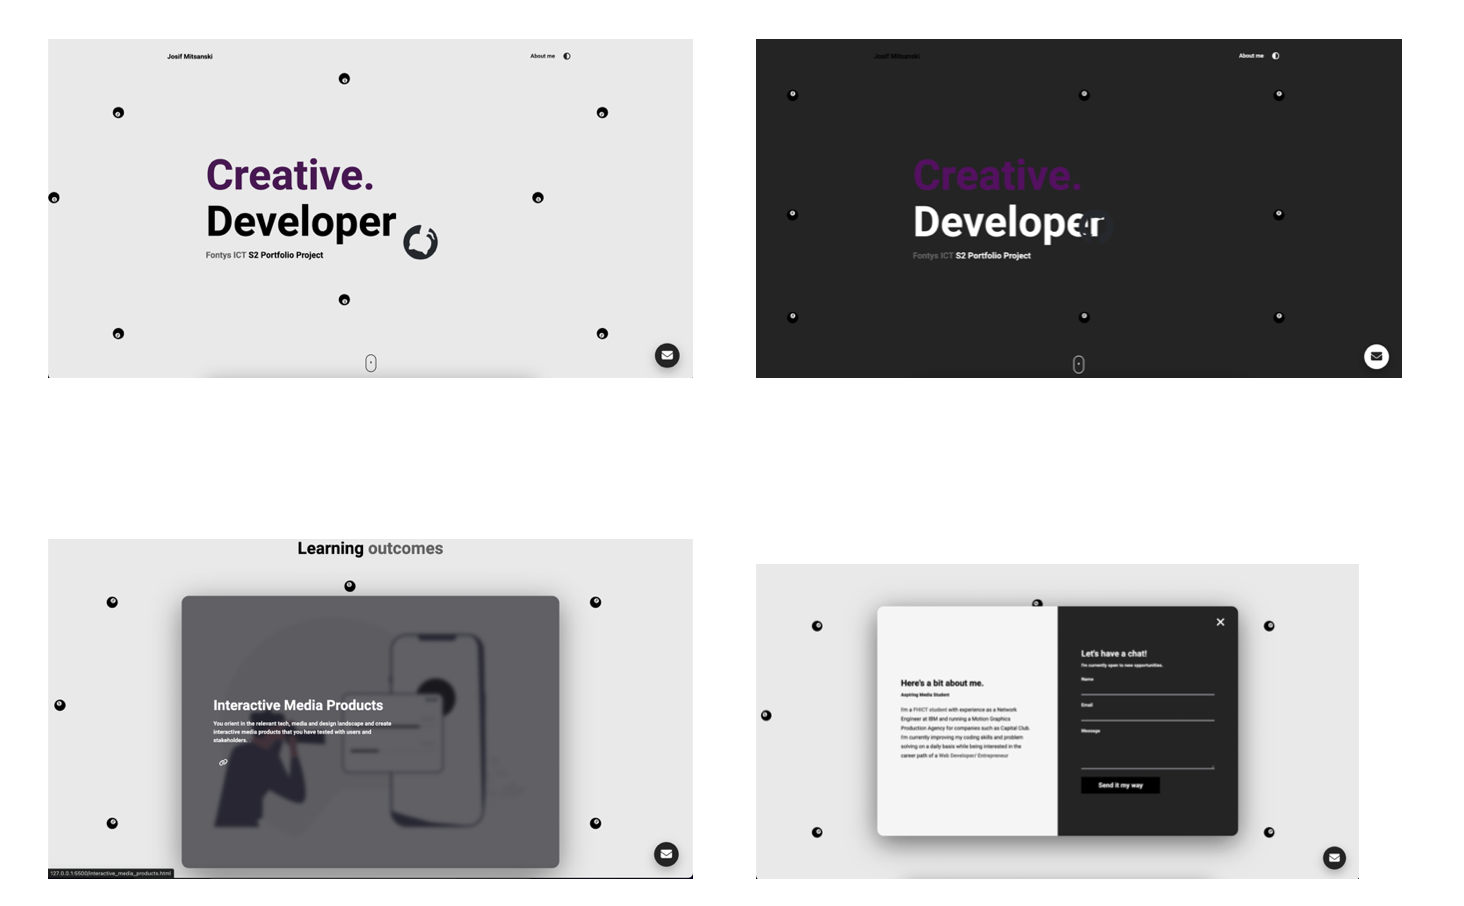 Josif Mitsanski
About me
Creative.
Developer
Fontys ICT S2 Portfolio Project
Josif Mitsanski
About me
Creative.
Developer
Fontys ICT S2 Portfolio Project
Learning outcomes
Interactive Media Products
You orient in the relevant tech, media and design landscape and create
interactive media products that you have tested with users and
stakeholders.
127.0.0.1:5500/interactive_media_products.html
Here's a bit about me.
Aspiring Media Student
I'm a FHICT student with experience as a Network
Engineer at IBM and running a Motion Graphics
Production Agency for companies such as Capital Club.
I'm currently improving my coding skills and problem
solving on a daily basis while being interested in the
career path of a Web Developer/ Entrepreneur
Let's have a chat!
I'm currently open to new opportunities.
Name
Email
Message
Send it my way